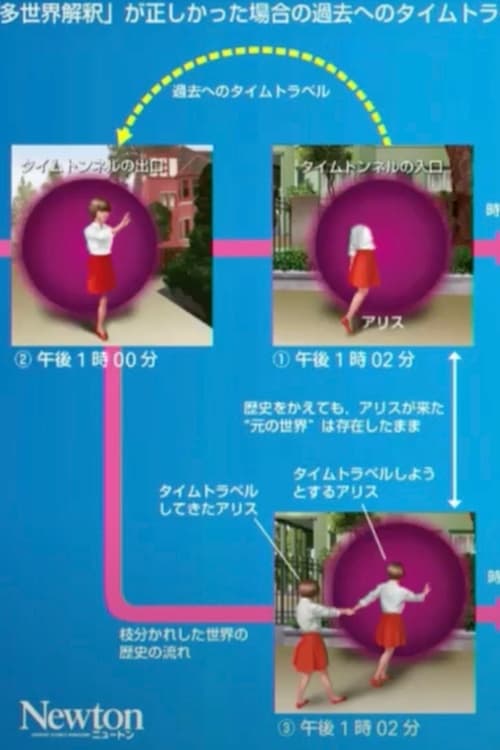 多世界解釈」が正しかった場合の過去へのタイムトラ
過去へのタイムトラベル
タイムトンネルの出口
タイムトンネルの入口
時
アリス
② 午後 1 時 00 分
① 午後 1 時 02 分
歴史をかえても，アリスが来た
“元の世界”は存在したまま
タイムトラベルしよう
とするアリス
タイムトラベル
してきたアリス
時
枝分かれした世界の
歴史の流れ
Newton
ニュートン
③ 午後 1 時 02 分